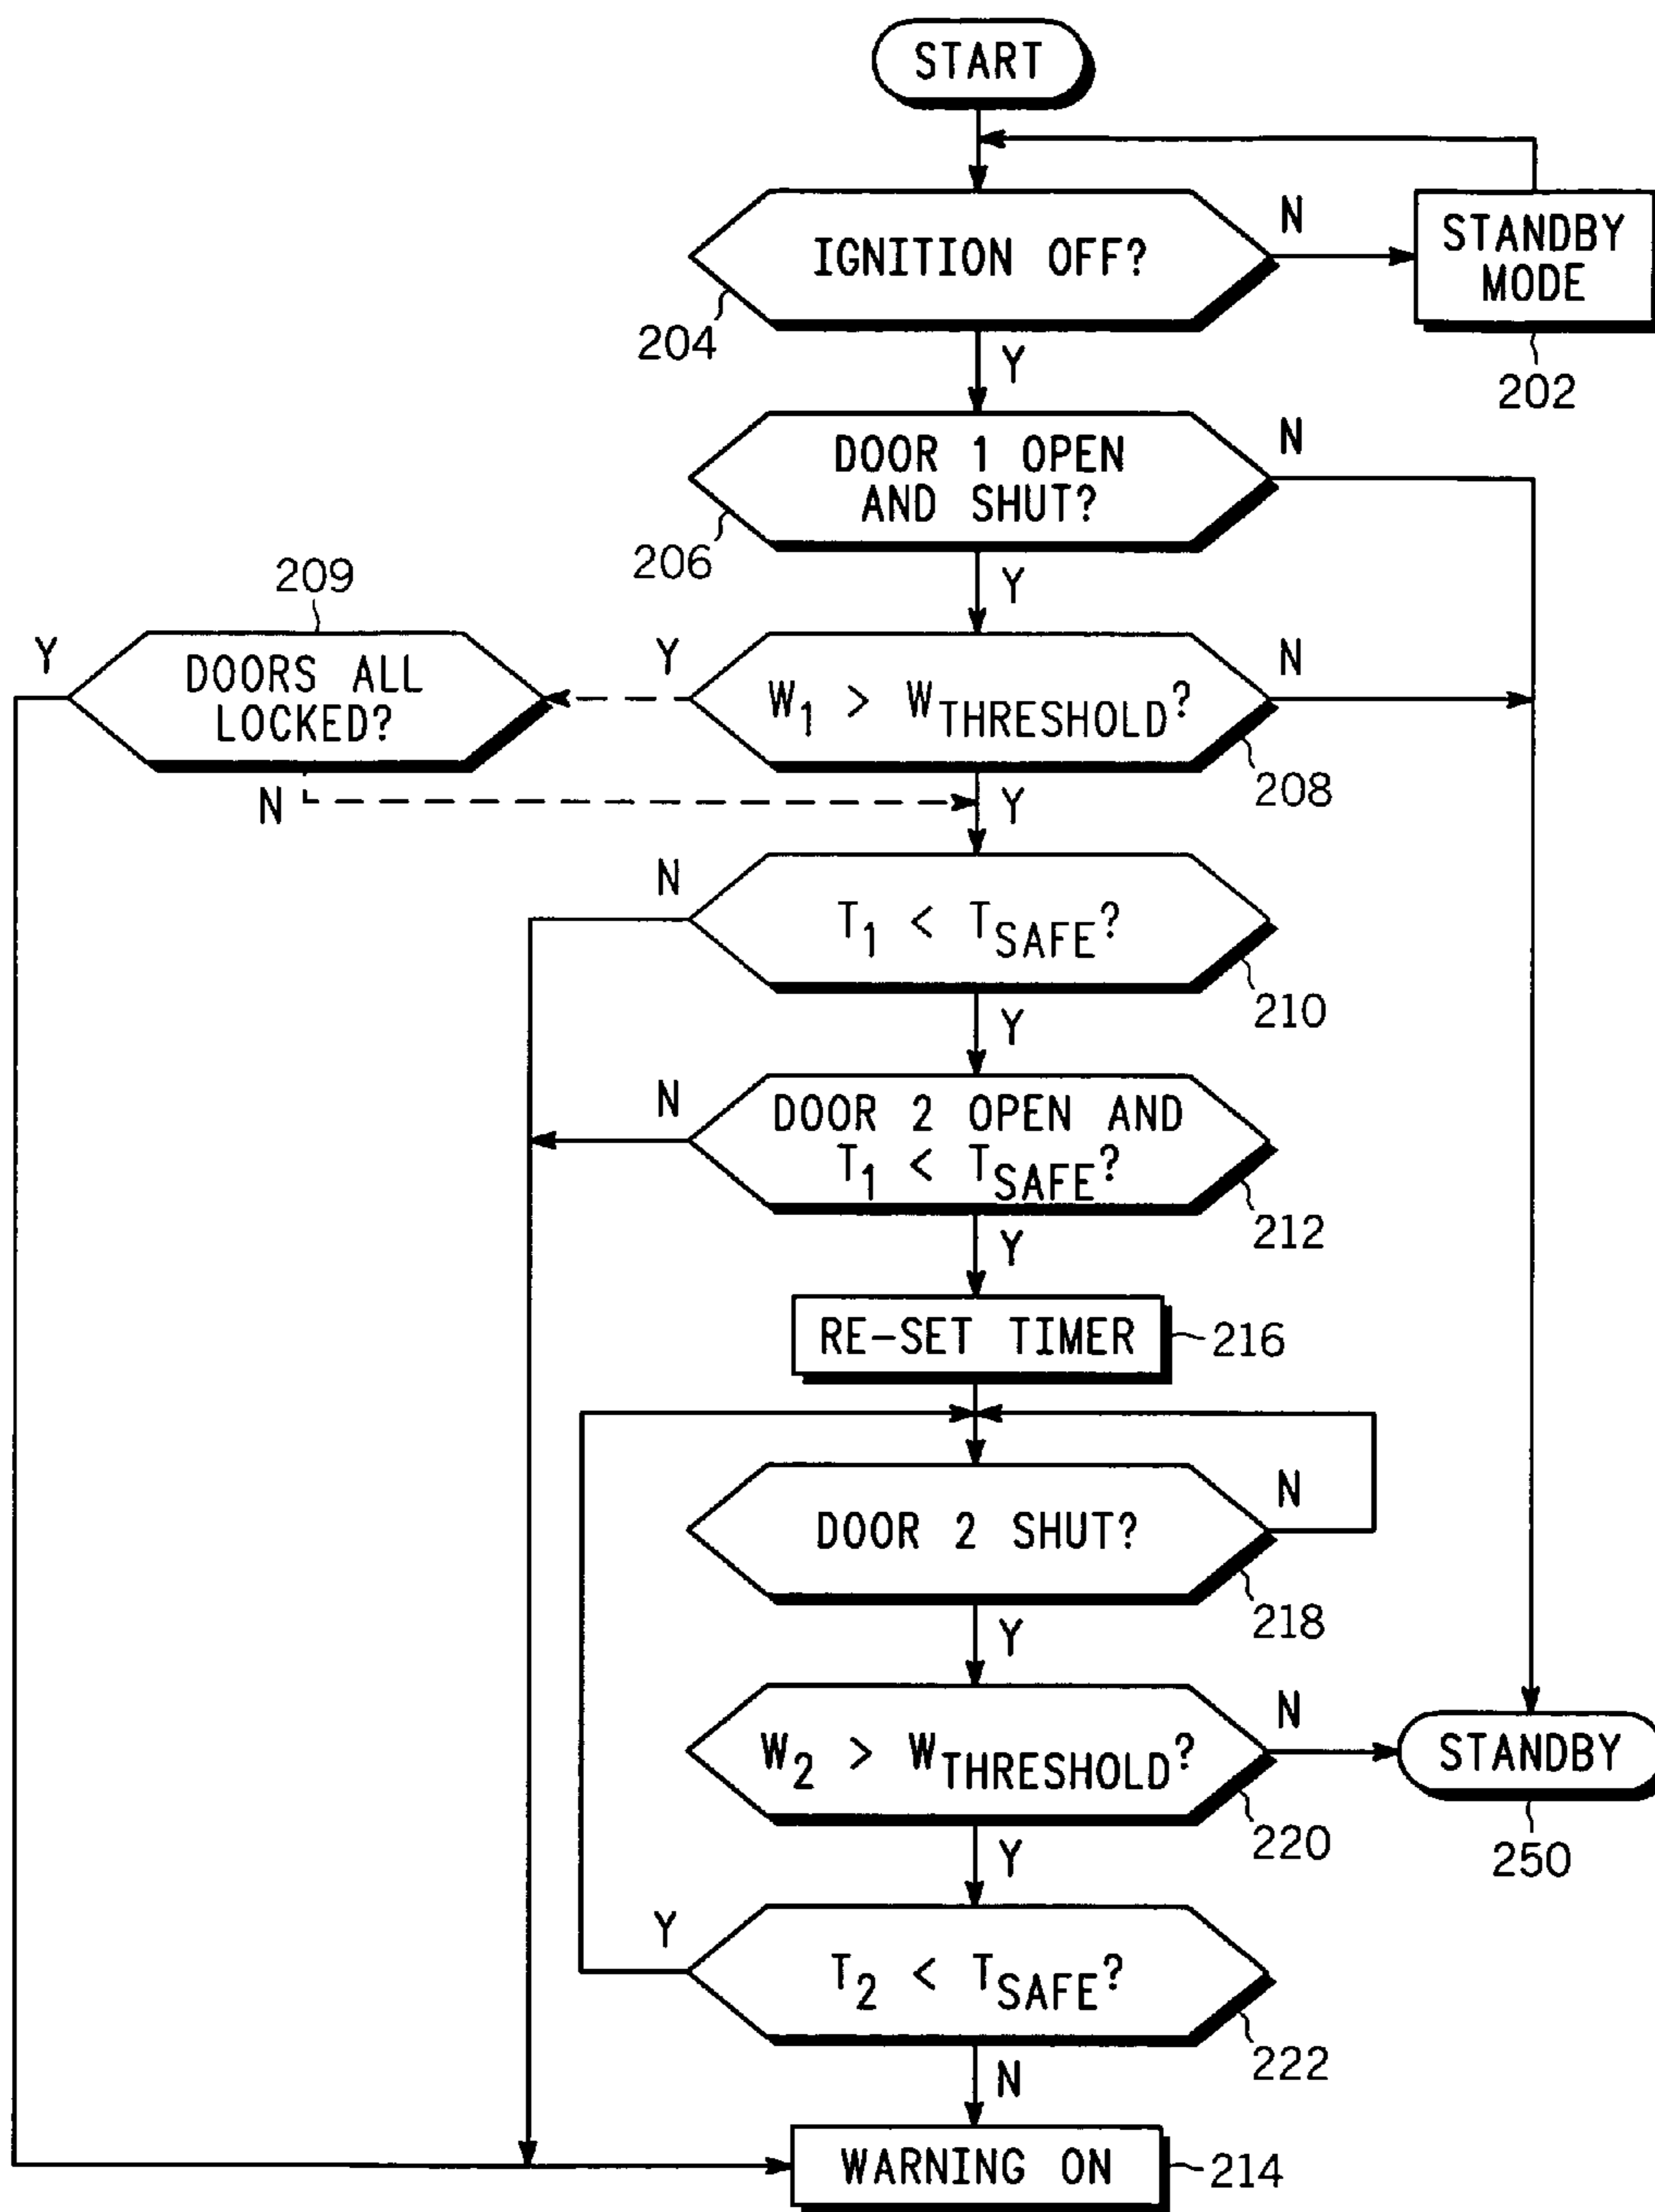 START
IGNITION OFF?
N
STANDBY
MODE
204
Y
202
DOOR 1 OPEN
AND SHUT?
N
206
Y
209
Y
DOORS ALL
LOCKED?
Y
W1 > WTHRESHOLD?
N
208
N
Y
N
T1 < TSAFE?
210
Y
N
DOOR 2 OPEN AND
T1 < TSAFE?
212
Y
RE-SET TIMER
216
DOOR 2 SHUT?
N
218
Y
W2 > WTHRESHOLD?
N
STANDBY
220
250
Y
Y
T2 < TSAFE?
222
N
WARNING ON
214